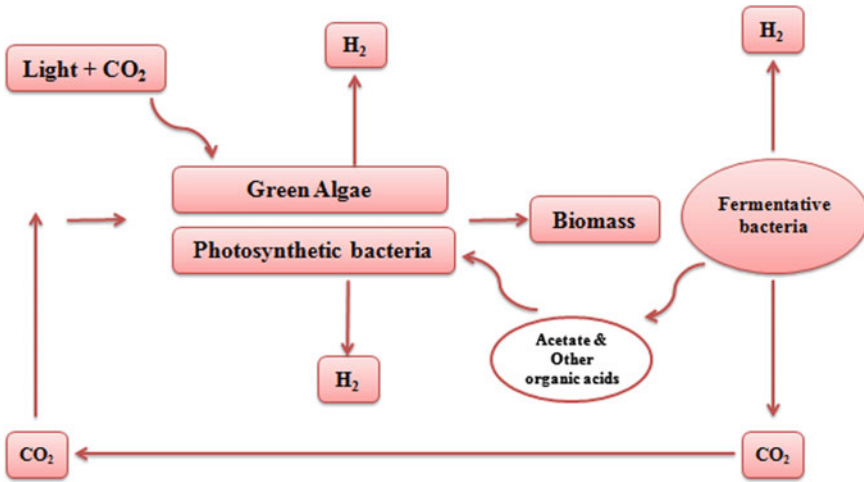 H₂
H₂
Light + CO₂
Green Algae
Photosynthetic bacteria
Biomass
Fermentative
bacteria
Acetate &
Other
organic acids
H₂
CO₂
CO₂